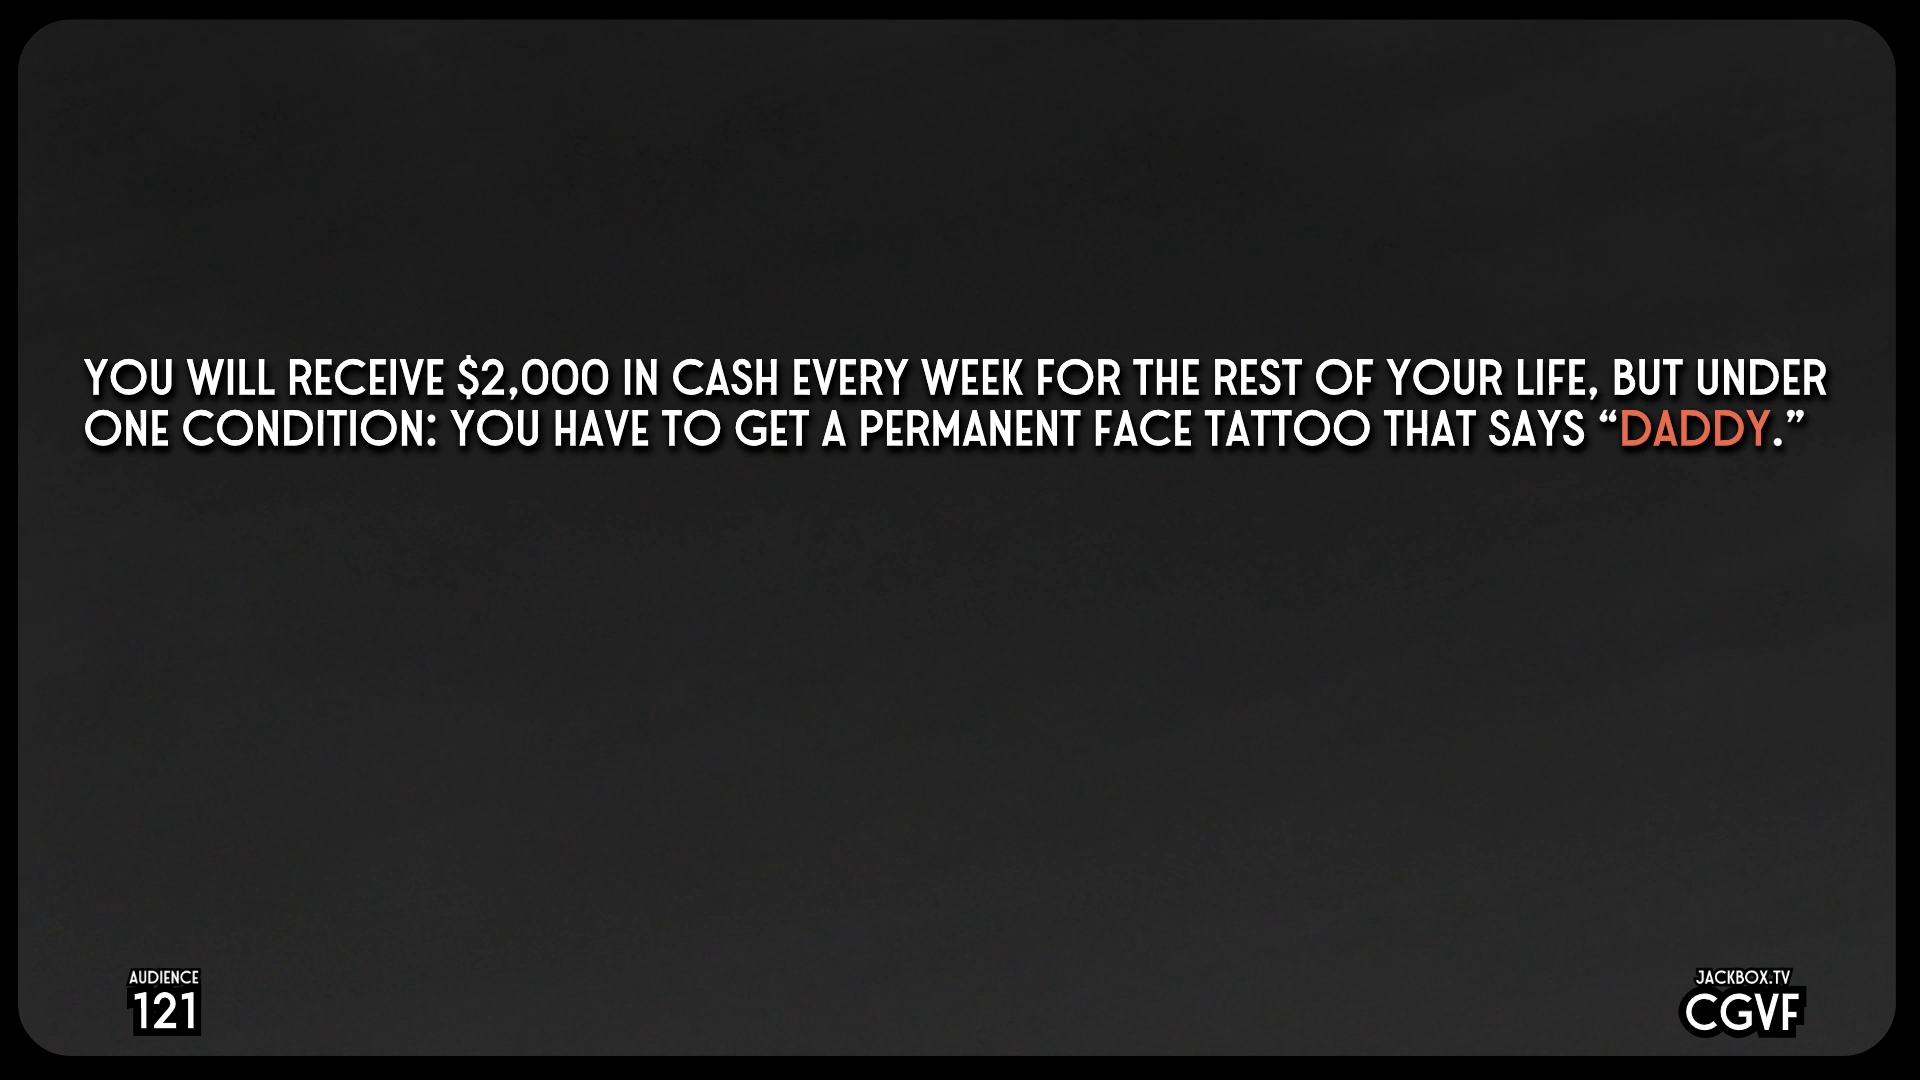 YOU WILL RECEIVE $2,000 IN CASH EVERY WEEK FOR THE REST OF YOUR LIFE, BUT UNDER
ONE CONDITION: YOU HAVE TO GET A PERMANENT FACE TATTOO THAT SAYS “DADDY.”
AUDIENCE
121
JACKBOX.TV
CGVF